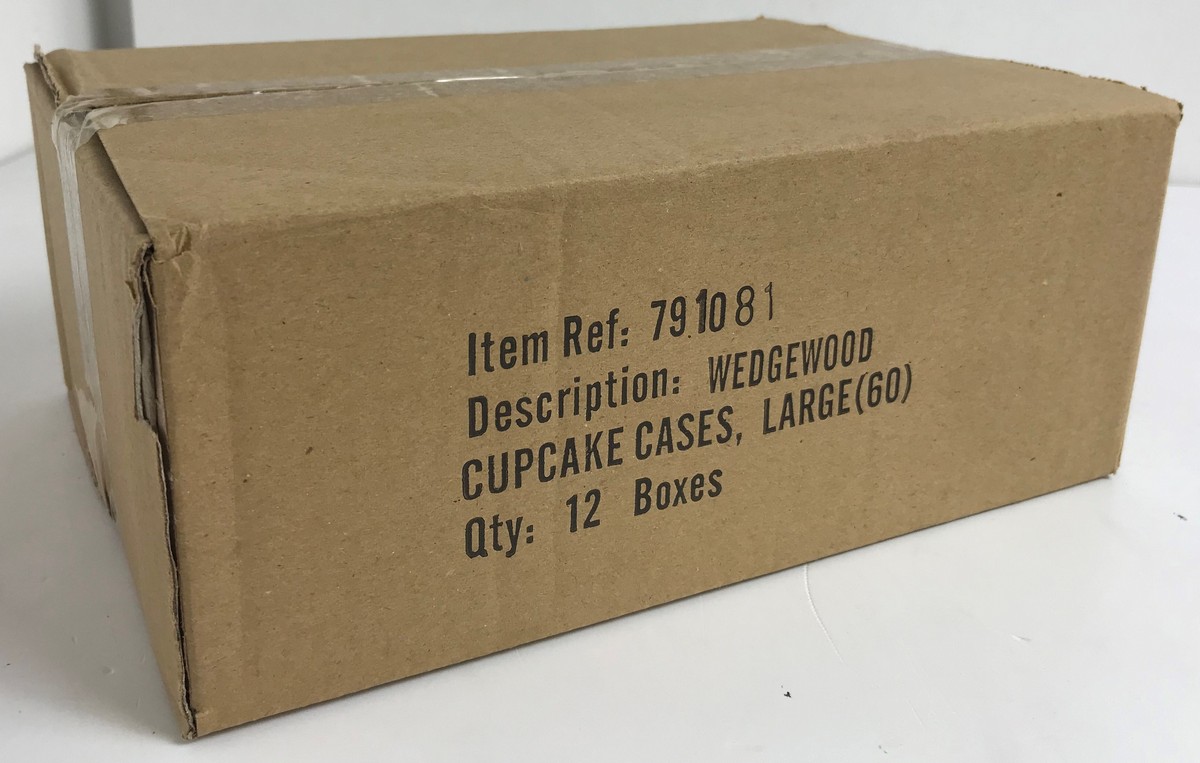 Item Ref: 791081
Description: WEDGEWOOD
CUPCAKE CASES, LARGE(60)
Qty: 12 Boxes